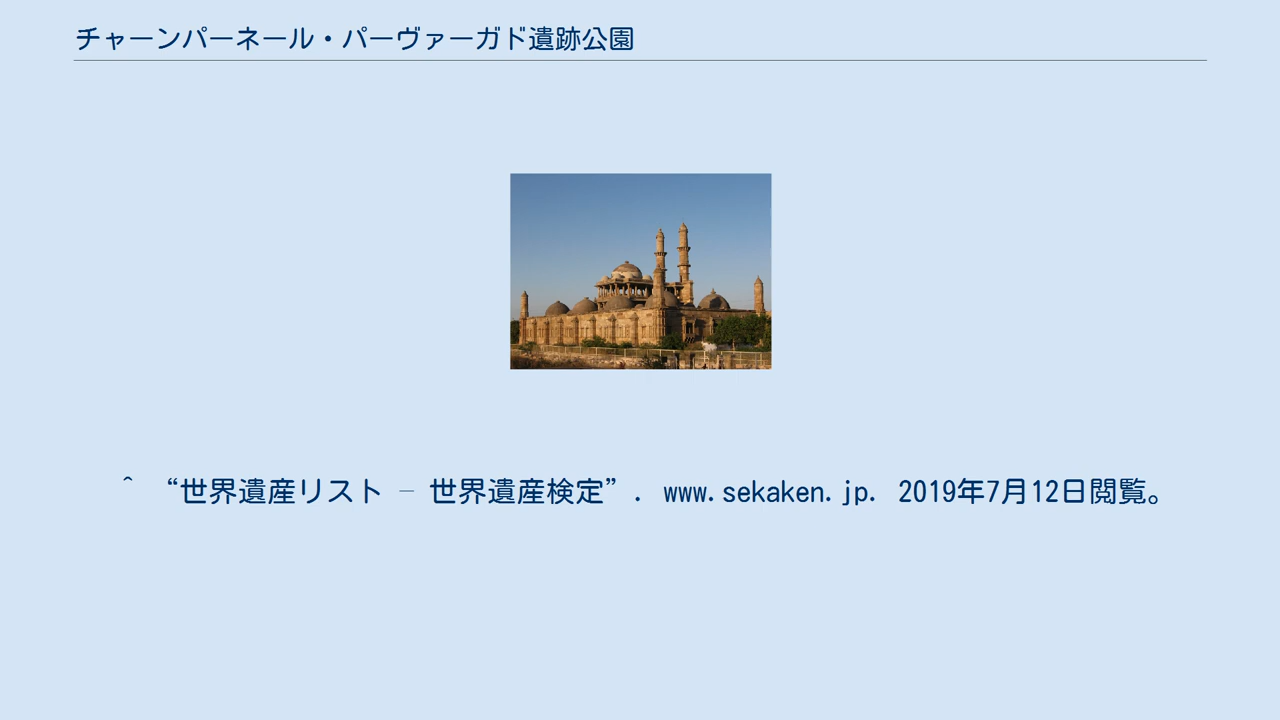 チャーンパーネール・パーヴァーガド遺跡公園
^ “世界遺産リスト – 世界遺産検定”. www.sekaken.jp. 2019年7月12日閲覧。